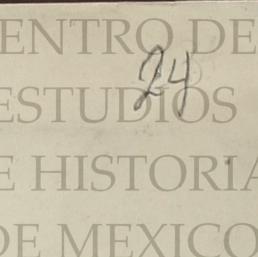 ENTRO DE
24
ESTUDIOS
E HISTORIA
DE MEXICO